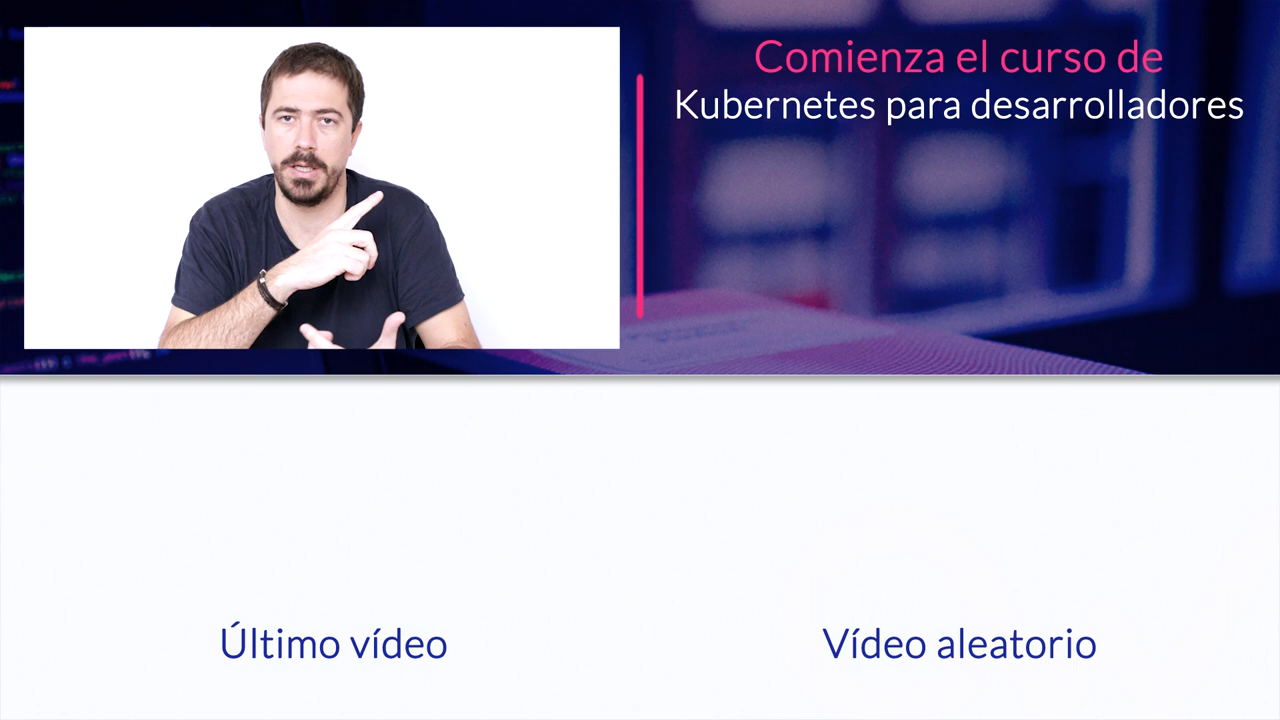 Comienza el curso de
Kubernetes para desarrolladores
Último vídeo
Vídeo aleatorio